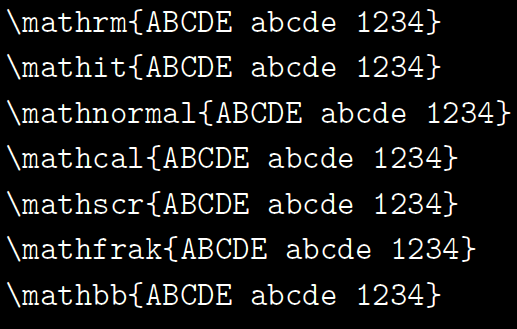 \mathrm{ABCDE abcde 1234}
\mathit{ABCDE abcde 1234}
\mathnormal{ABCDE abcde 1234}
\mathcal{ABCDE abcde 1234}
\mathscr{ABCDE abcde 1234}
\mathfrak{ABCDE abcde 1234}
\mathbb{ABCDE abcde 1234}